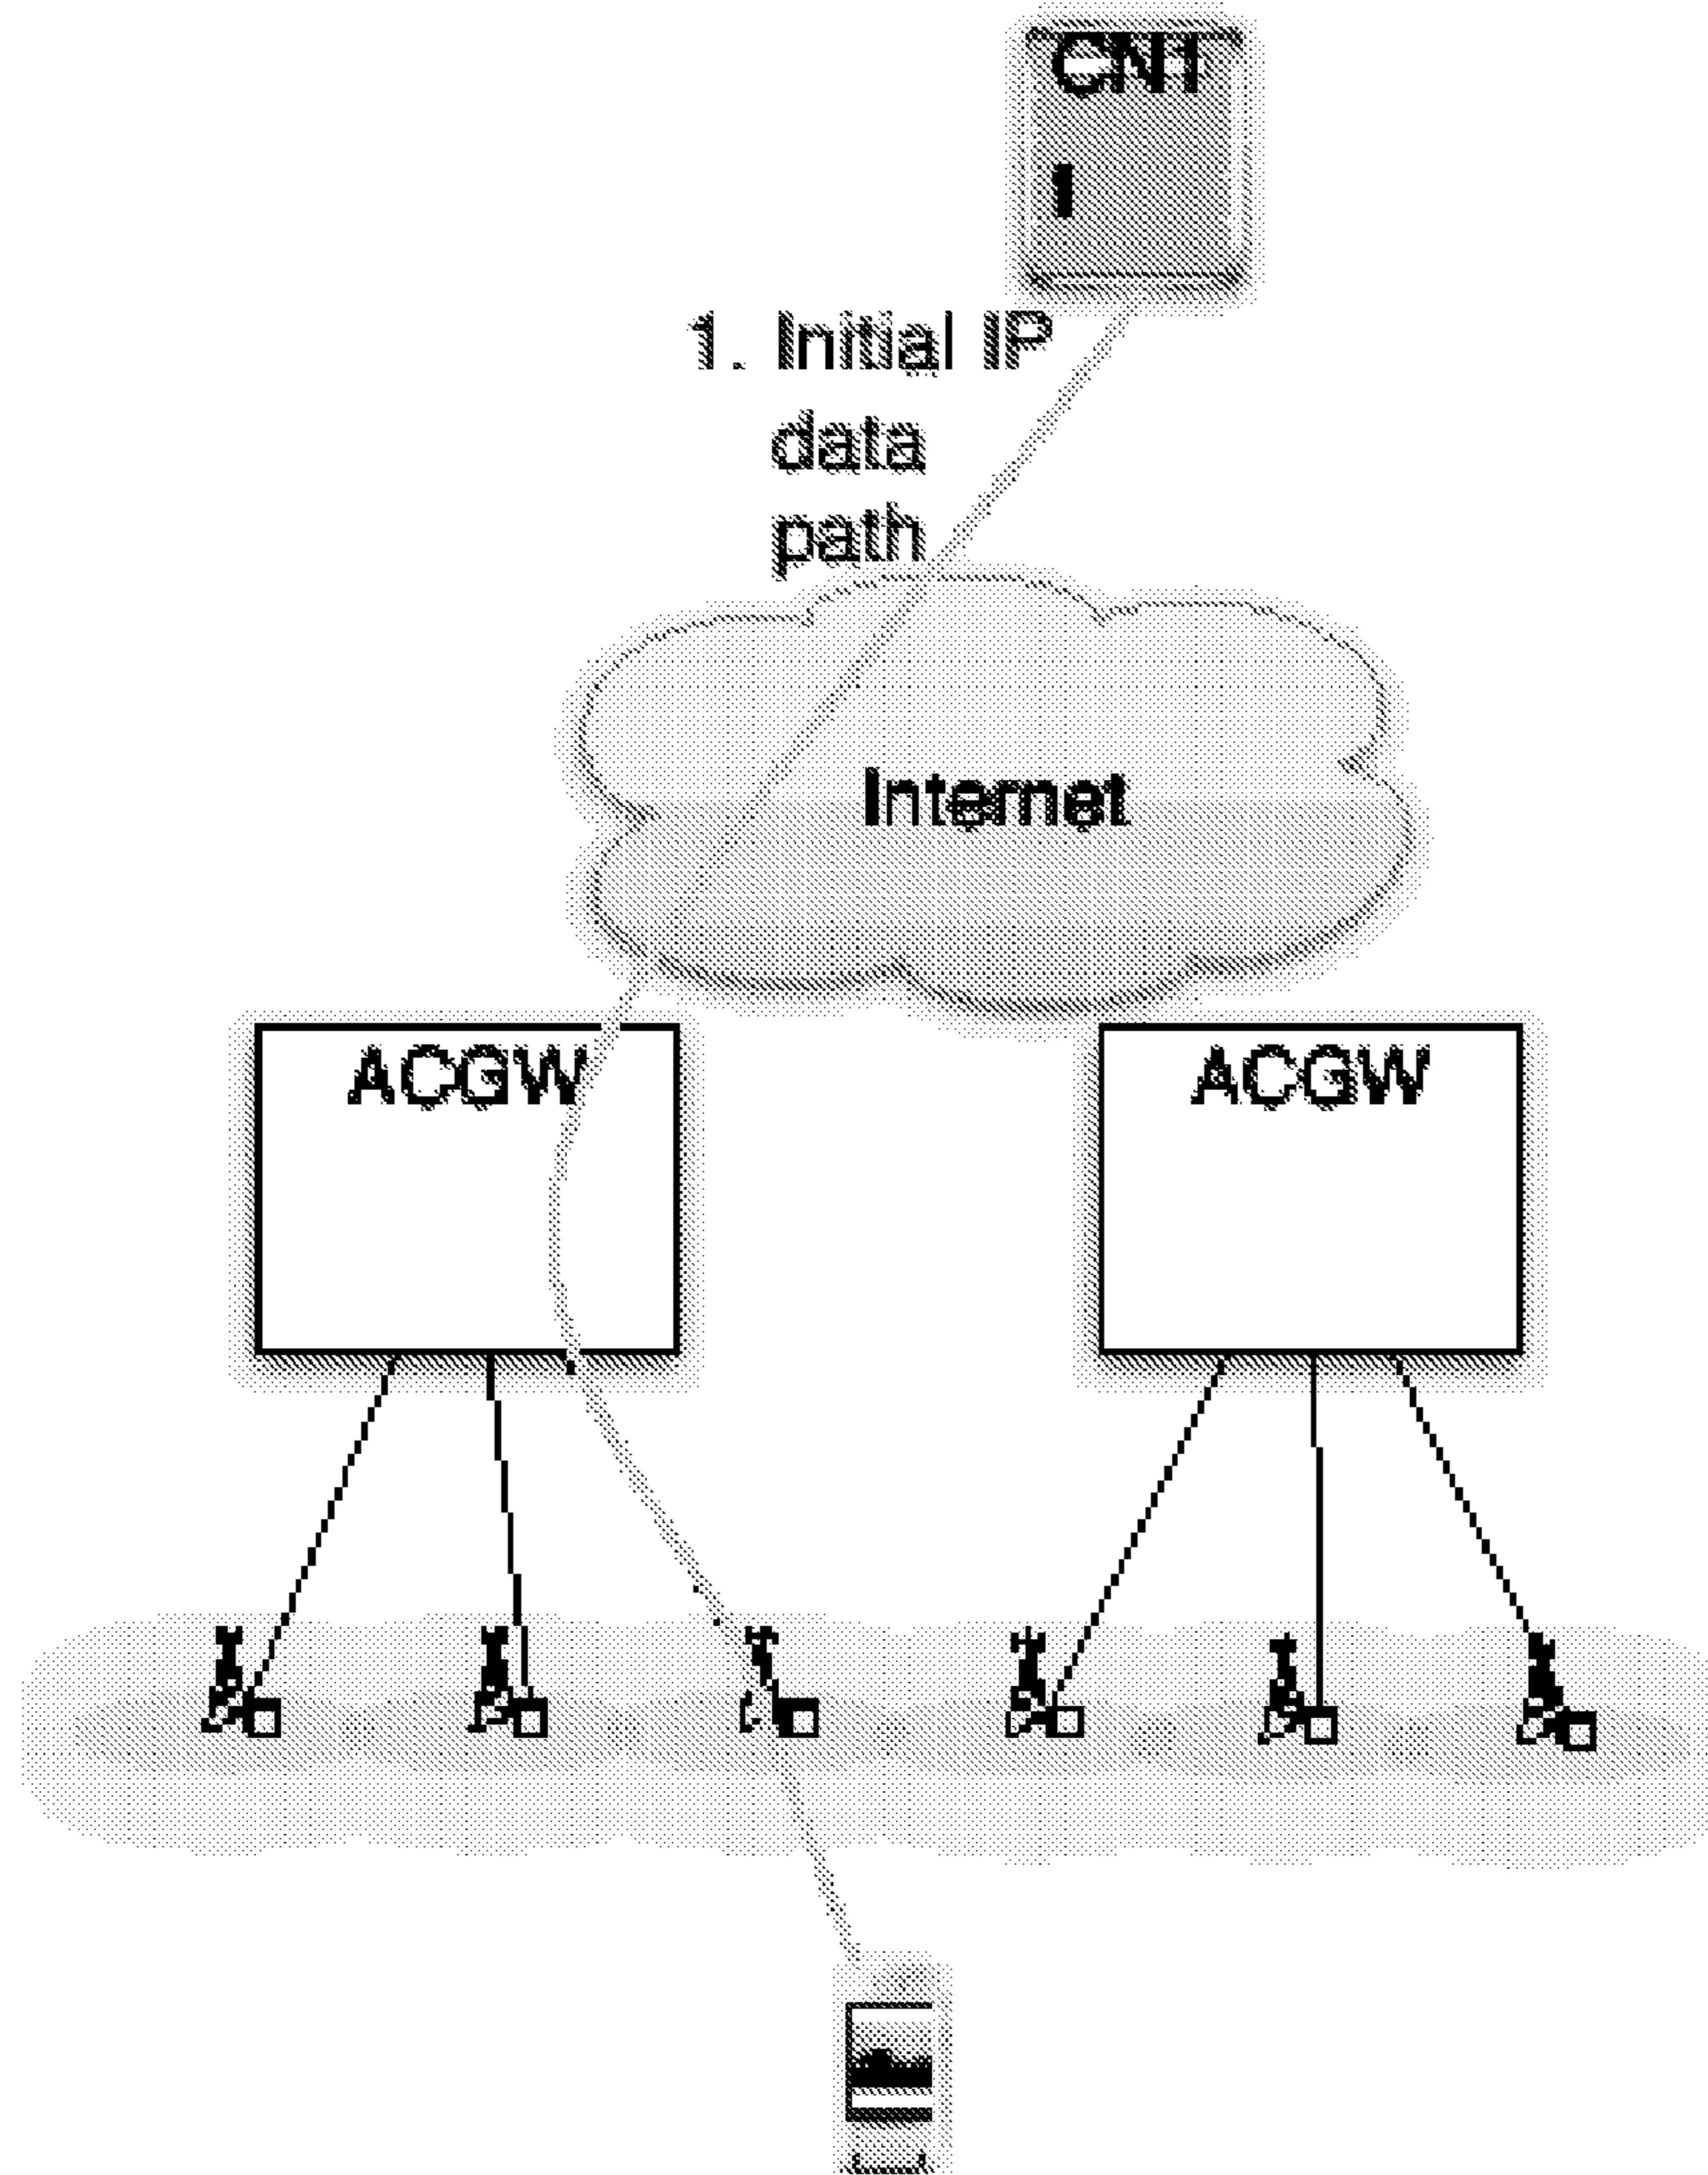 CN1
I
1. Initial IP
data
path
Internet
ACGW
ACGW